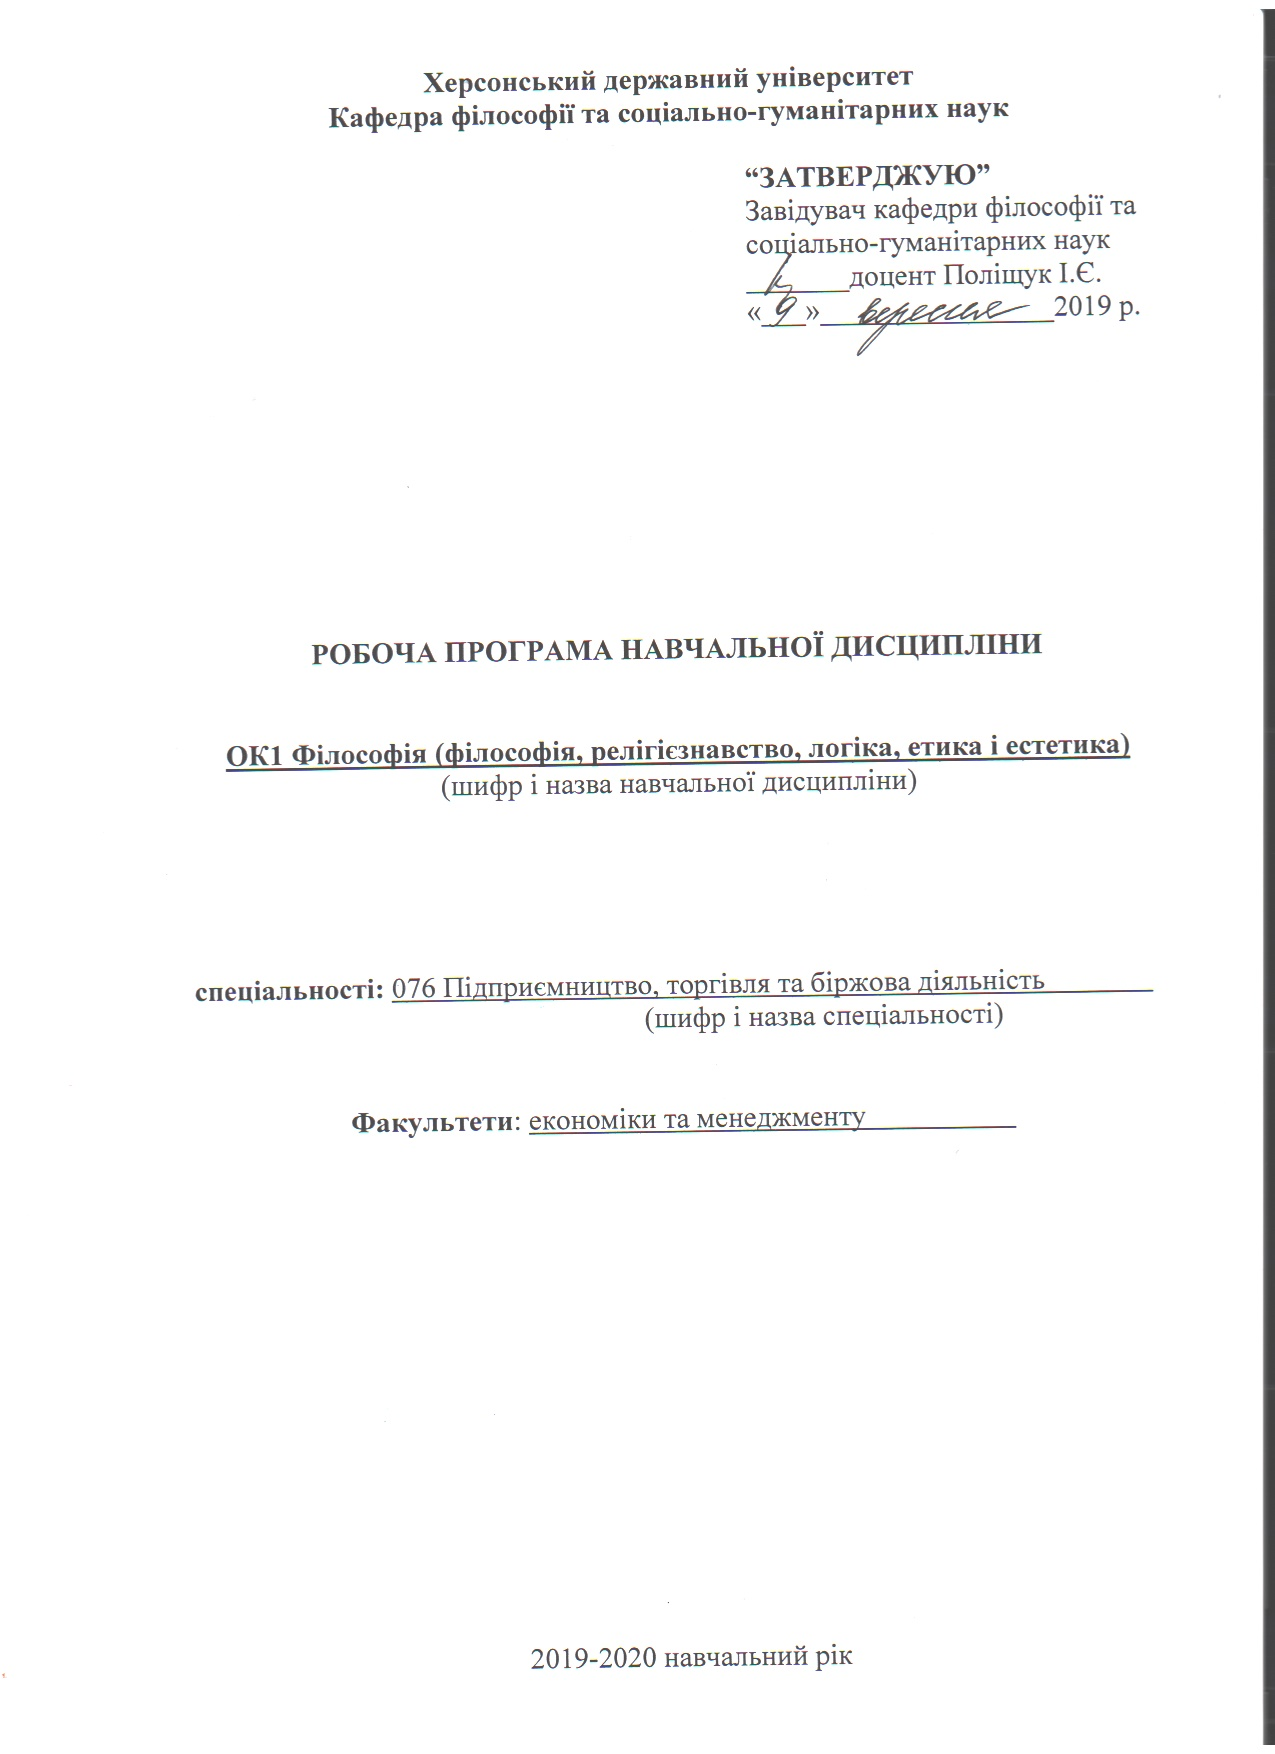 Херсонський державний університет
Кафедра філософії та соціально-гуманітарних наук
“ЗАТВЕРДЖУЮ”
Завідувач кафедри філософії та
соціально-гуманітарних наук
________доцент Поліщук І.Є.
«9» вересня 2019 р.
РОБОЧА ПРОГРАМА НАВЧАЛЬНОЇ ДИСЦИПЛІНИ
ОК1 Філософія (філософія, релігієзнавство, логіка, етика і естетика)
(шифр і назва навчальної дисципліни)
спеціальності: 076 Підприємництво, торгівля та біржова діяльність
(шифр і назва спеціальності)
Факультети: економіки та менеджменту
2019-2020 навчальний рік